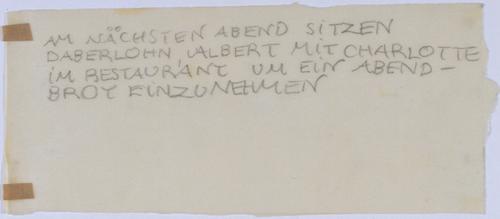 AM NÄCHSTEN ABEND SITZEN
DABERLOHN, ALBERT MIT CHARLOTTE
IM RESTAURANT UM EIN ABEND-
BROT EINZUNEHMEN